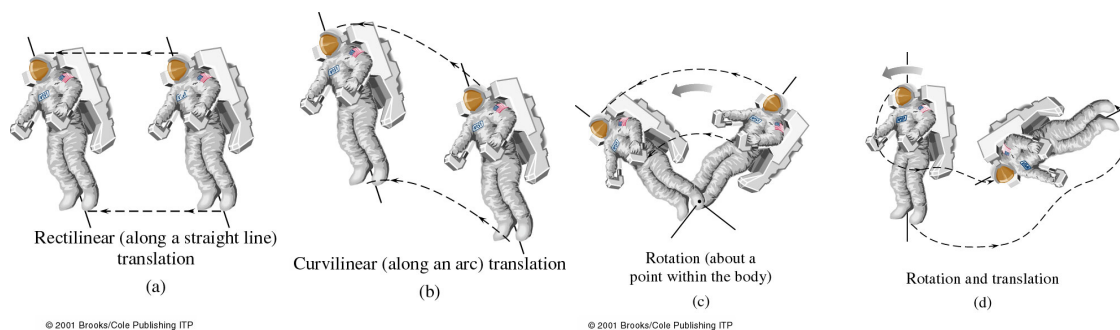 Rectilinear (along a straight line)
translation
(a)
Curvilinear (along an arc) translation
(b)
Rotation (about a
point within the body)
(c)
Rotation and translation
(d)
© 2001 Brooks/Cole Publishing ITP
© 2001 Brooks/Cole Publishing ITP